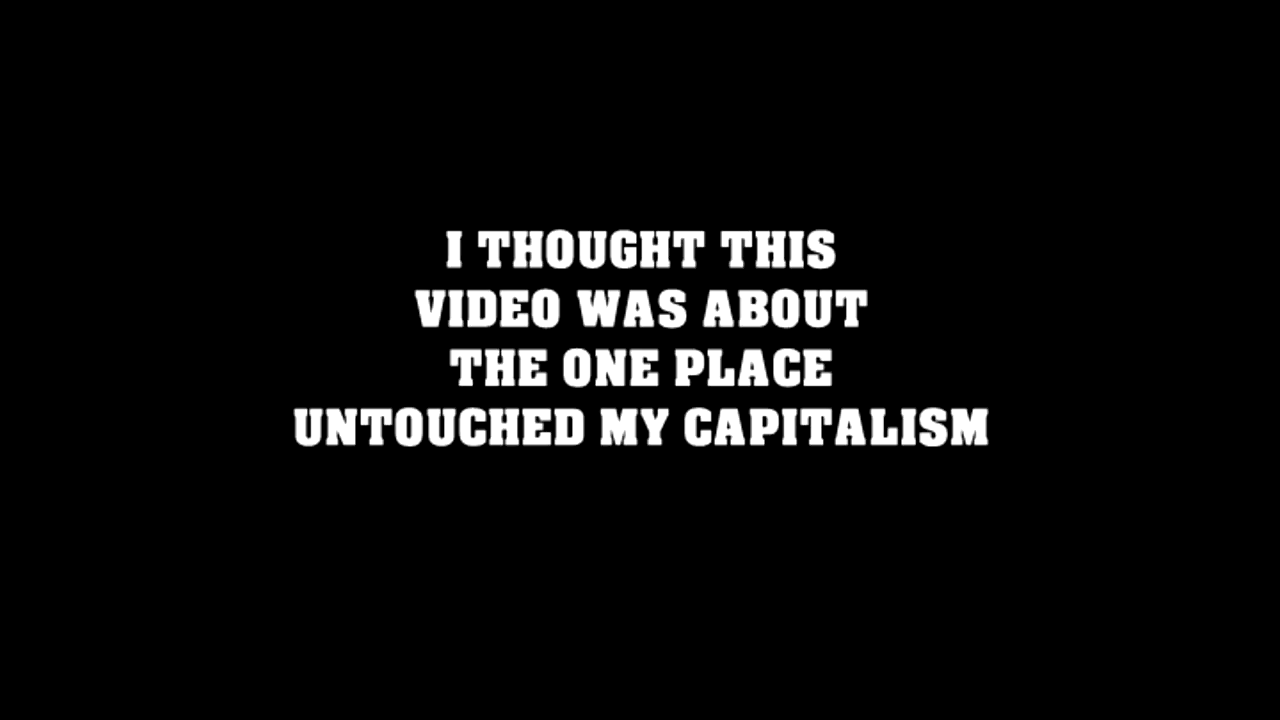 I THOUGHT THIS
VIDEO WAS ABOUT
THE ONE PLACE
UNTOUCHED MY CAPITALISM